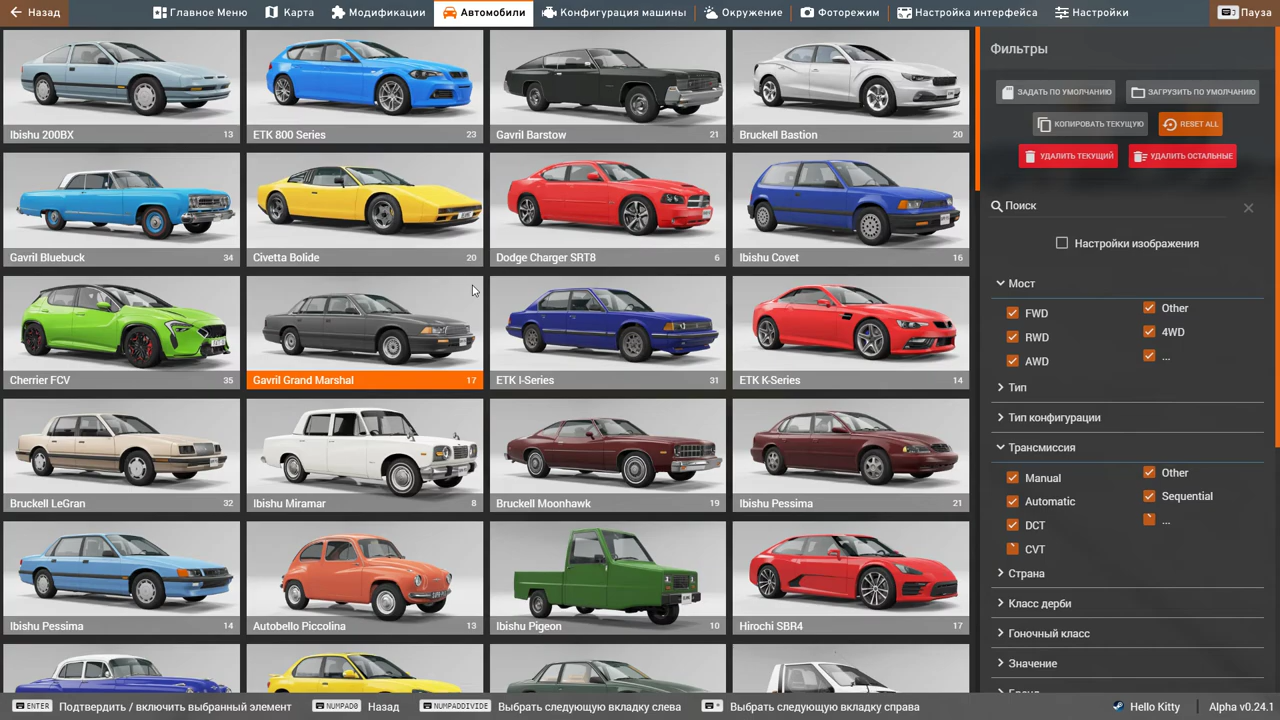 Назад
Главное Меню
Карта
Модификации
Автомобили
Конфигурация машины
Окружение
Фоторежим
Настройка интерфейса
Настройки
Пауза
Ibishu 200BX 13
ETK 800 Series 23
Gavril Barstow 21
Bruckell Bastion 20
Gavril Bluebuck 34
Civetta Bolide 20
Dodge Charger SRT8 6
Ibishu Covet 16
Cherrier FCV 35
Gavril Grand Marshal 17
ETK I-Series 31
ETK K-Series 14
Bruckell LeGran 32
Ibishu Miramar 8
Bruckell Moonhawk 19
Ibishu Pessima 21
Ibishu Pessima 14
Autobello Piccolina 13
Ibishu Pigeon 10
Hirochi SBR4 17
Фильтры
ЗАДАТЬ ПО УМОЛЧАНИЮ
ЗАГРУЗИТЬ ПО УМОЛЧАНИЮ
КОПИРОВАТЬ ТЕКУЩУЮ
RESET ALL
УДАЛИТЬ ТЕКУЩИЙ
УДАЛИТЬ ОСТАЛЬНЫЕ
Поиск
Настройки изображения
Мост
FWD
RWD
AWD
Other
4WD
...
Тип
Тип конфигурации
Трансмиссия
Manual
Automatic
DCT
CVT
Other
Sequential
...
Страна
Класс дерби
Гоночный класс
Значение
ENTER Подтвердить / включить выбранный элемент
NUMPAD0 Назад
NUMPADDIVIDE Выбрать следующую вкладку слева
* Выбрать следующую вкладку справа
Hello Kitty
Alpha v0.24.1